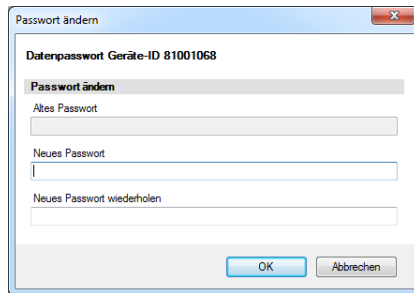 Passwort ändern
Datenpasswort Geräte-ID 81001068
Passwort ändern
Altes Passwort
Neues Passwort
Neues Passwort wiederholen
OK Abbrechen